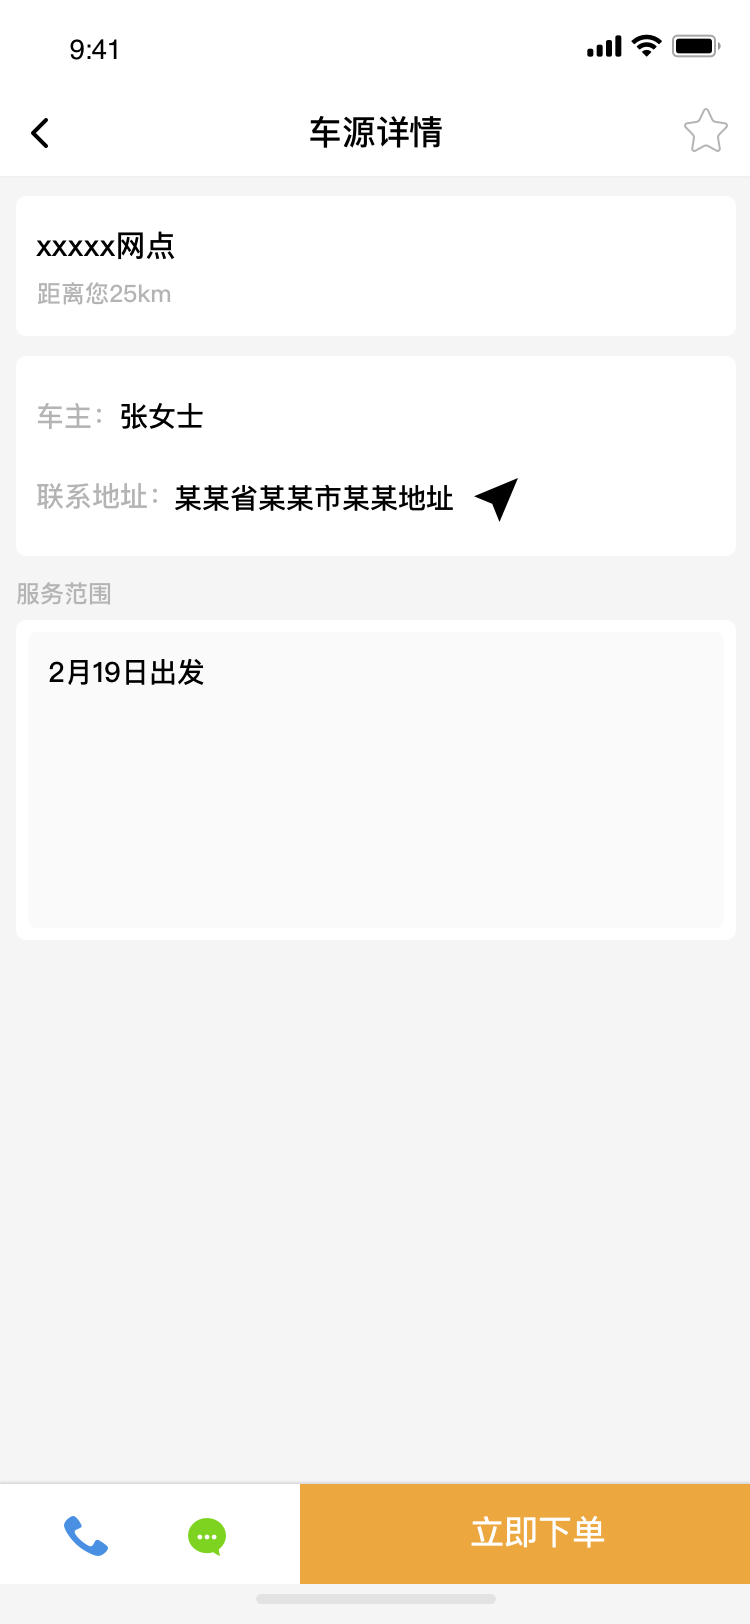 9:41
车源详情
xxxxx网点
距离您25km
车主：张女士
联系地址：某某省某某市某某地址
服务范围
2月19日出发
立即下单